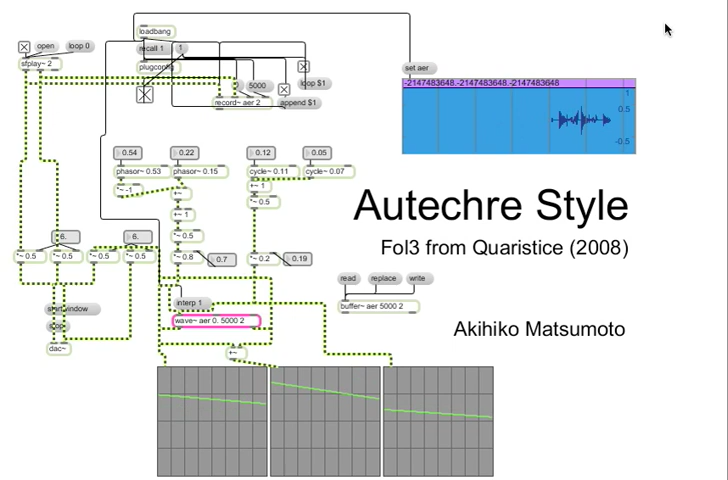 loadbang
open
loop 0
recall 1
1
sfplay~ 2
plugconfig
set aer
5000
loop $1
record~ aer 2
append $1
-2147483648.-2147483648.-2147483648
1
0.5
-0.5
0.54
0.22
0.12
0.05
phasor~ 0.53
phasor~ 0.15
cycle~ 0.11
cycle~ 0.07
*~ -1
+~
+~ 1
*~ 0.5
+~ 1
*~ 0.5
Autechre Style
Fol3 from Quaristice (2008)
6.
6.
*~ 0.5
*~ 0.5
*~ 0.5
*~ 0.5
*~ 0.8
0.7
*~ 0.2
0.19
read
replace
write
startwindow
interp 1
buffer~ aer 5000 2
stop
wave~ aer 0. 5000 2
Akihiko Matsumoto
dac~
+~